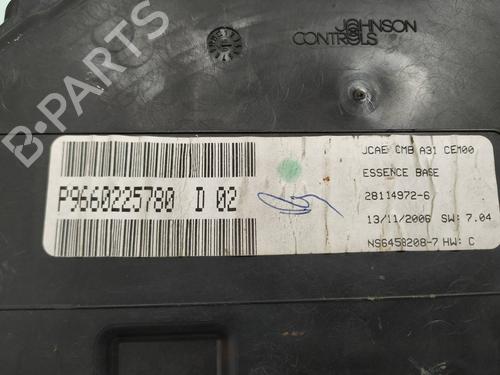 JOHNSON
CONTROLS
B-PARTS
JCAE CMB A31 CEM00
ESSENCE BASE
28114972-6
13/11/2006 SW: 7.04
NS6458208-7 HW: C
P9660225780 D 02